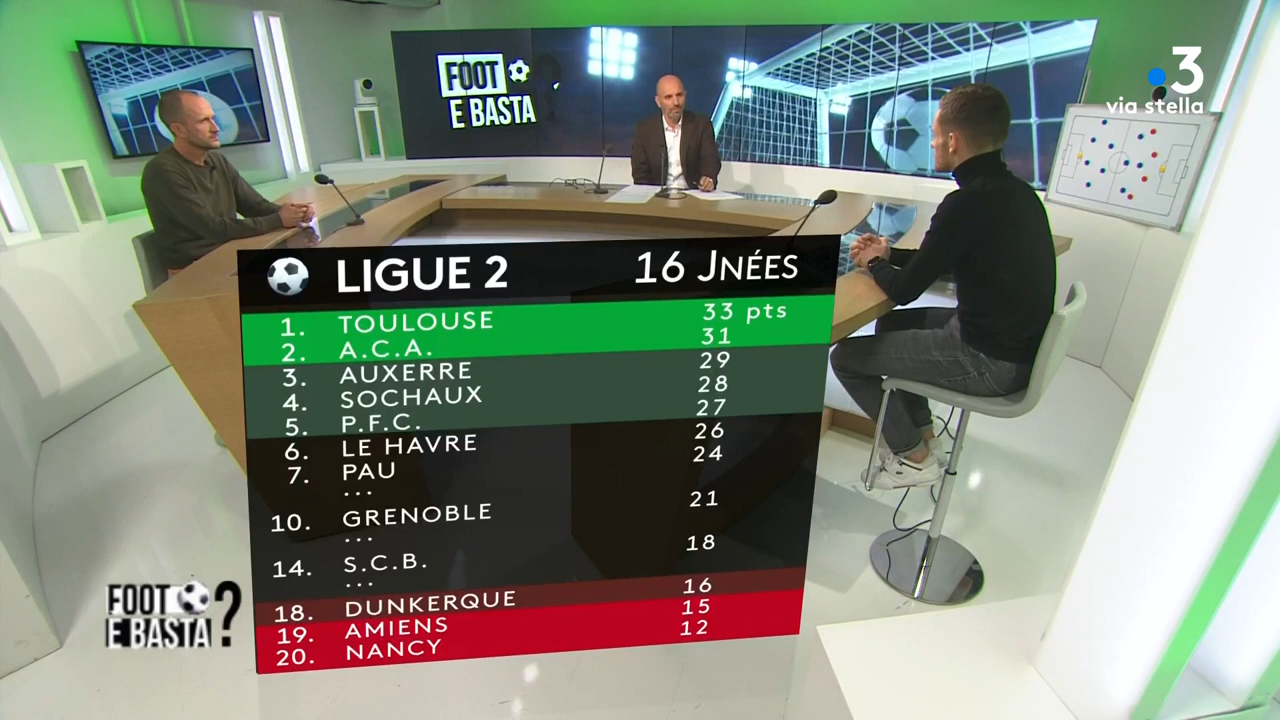 FOOT
E BASTA
3
via stella
LIGUE 2 16 JNÉES
1. TOULOUSE 33 pts
2. A.C.A. 31
3. AUXERRE 29
4. SOCHAUX 28
5. P.F.C. 27
6. LE HAVRE 26
7. PAU 24
...
10. GRENOBLE 21
...
14. S.C.B. 18
...
18. DUNKERQUE 16
19. AMIENS 15
20. NANCY 12
FOOT
E BASTA ?